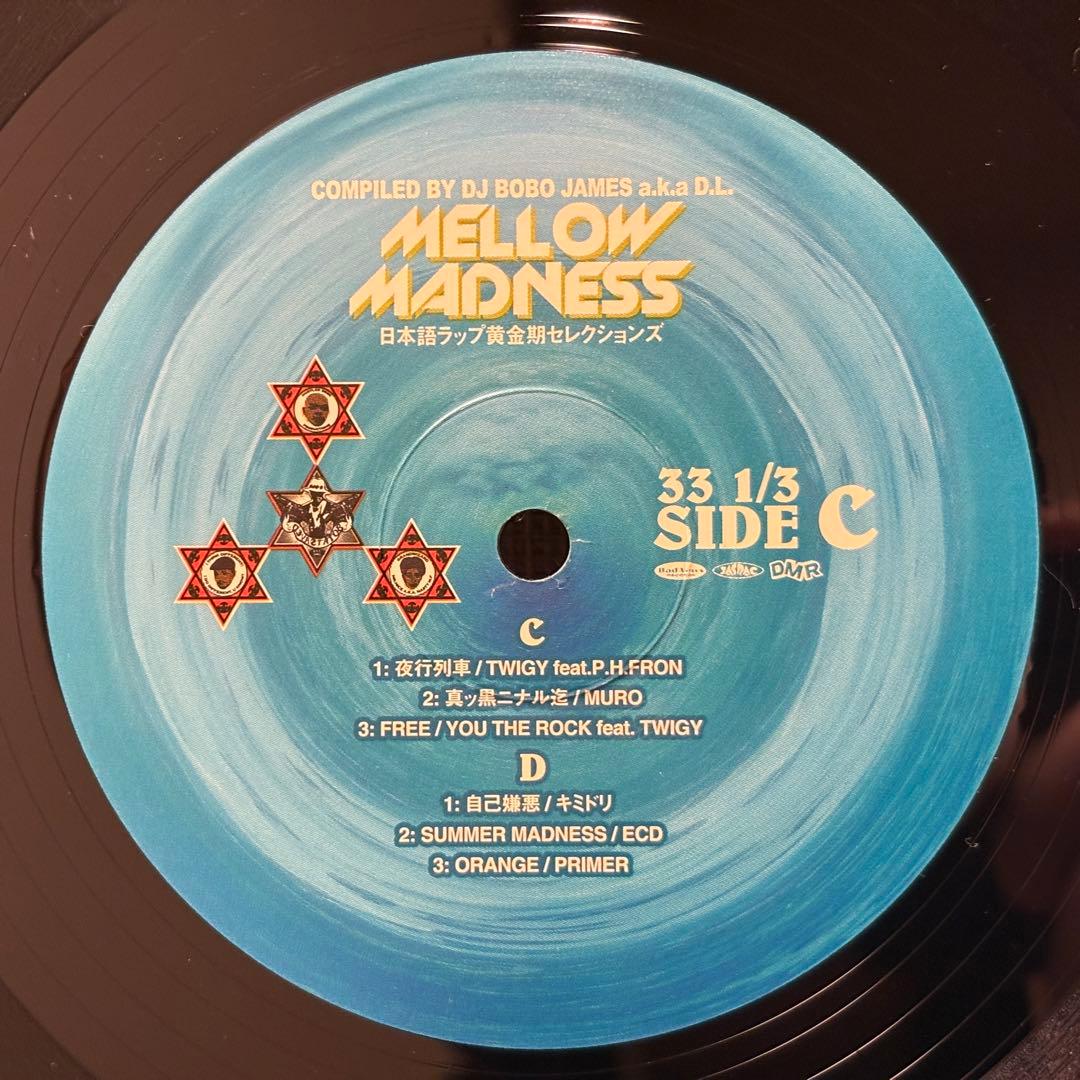 COMPILED BY DJ BOBO JAMES a.k.a D.L.
MELLOW
MADNESS
日本語ラップ黄金期セレクションズ
33 1/3
SIDE C
DMR
C
1: 夜行列車 / TWIGY feat.P.H.FRON
2: 真ッ黒ニナル迄 / MURO
3: FREE / YOU THE ROCK feat. TWIGY
D
1: 自己嫌悪 / キミドリ
2: SUMMER MADNESS / ECD
3: ORANGE / PRIMER